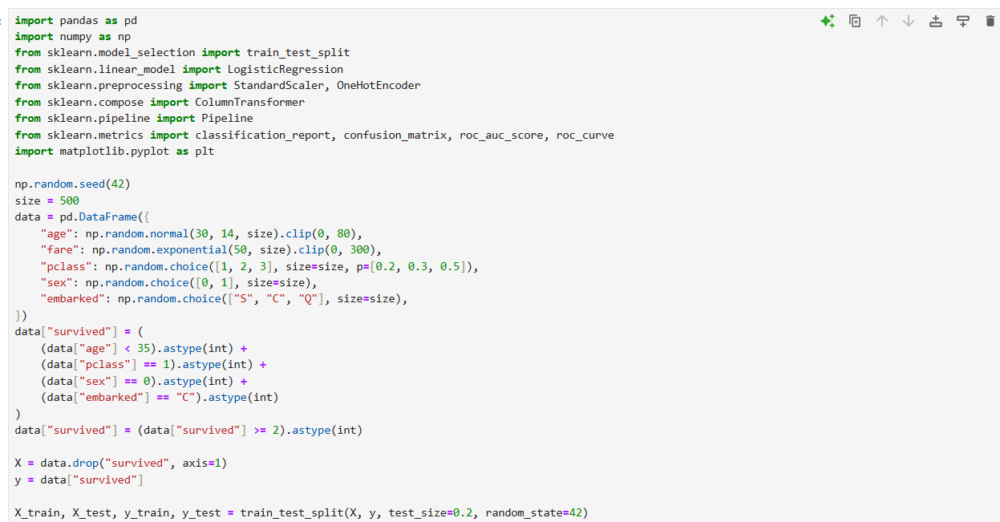 import pandas as pd
import numpy as np
from sklearn.model_selection import train_test_split
from sklearn.linear_model import LogisticRegression
from sklearn.preprocessing import StandardScaler, OneHotEncoder
from sklearn.compose import ColumnTransformer
from sklearn.pipeline import Pipeline
from sklearn.metrics import classification_report, confusion_matrix, roc_auc_score, roc_curve
import matplotlib.pyplot as plt

np.random.seed(42)
size = 500
data = pd.DataFrame({
    "age": np.random.normal(30, 14, size).clip(0, 80),
    "fare": np.random.exponential(50, size).clip(0, 300),
    "pclass": np.random.choice([1, 2, 3], size=size, p=[0.2, 0.3, 0.5]),
    "sex": np.random.choice([0, 1], size=size),
    "embarked": np.random.choice(["S", "C", "Q"], size=size),
})
data["survived"] = (
    (data["age"] < 35).astype(int) +
    (data["pclass"] == 1).astype(int) +
    (data["sex"] == 0).astype(int) +
    (data["embarked"] == "C").astype(int)
)
data["survived"] = (data["survived"] >= 2).astype(int)

X = data.drop("survived", axis=1)
y = data["survived"]

X_train, X_test, y_train, y_test = train_test_split(X, y, test_size=0.2, random_state=42)